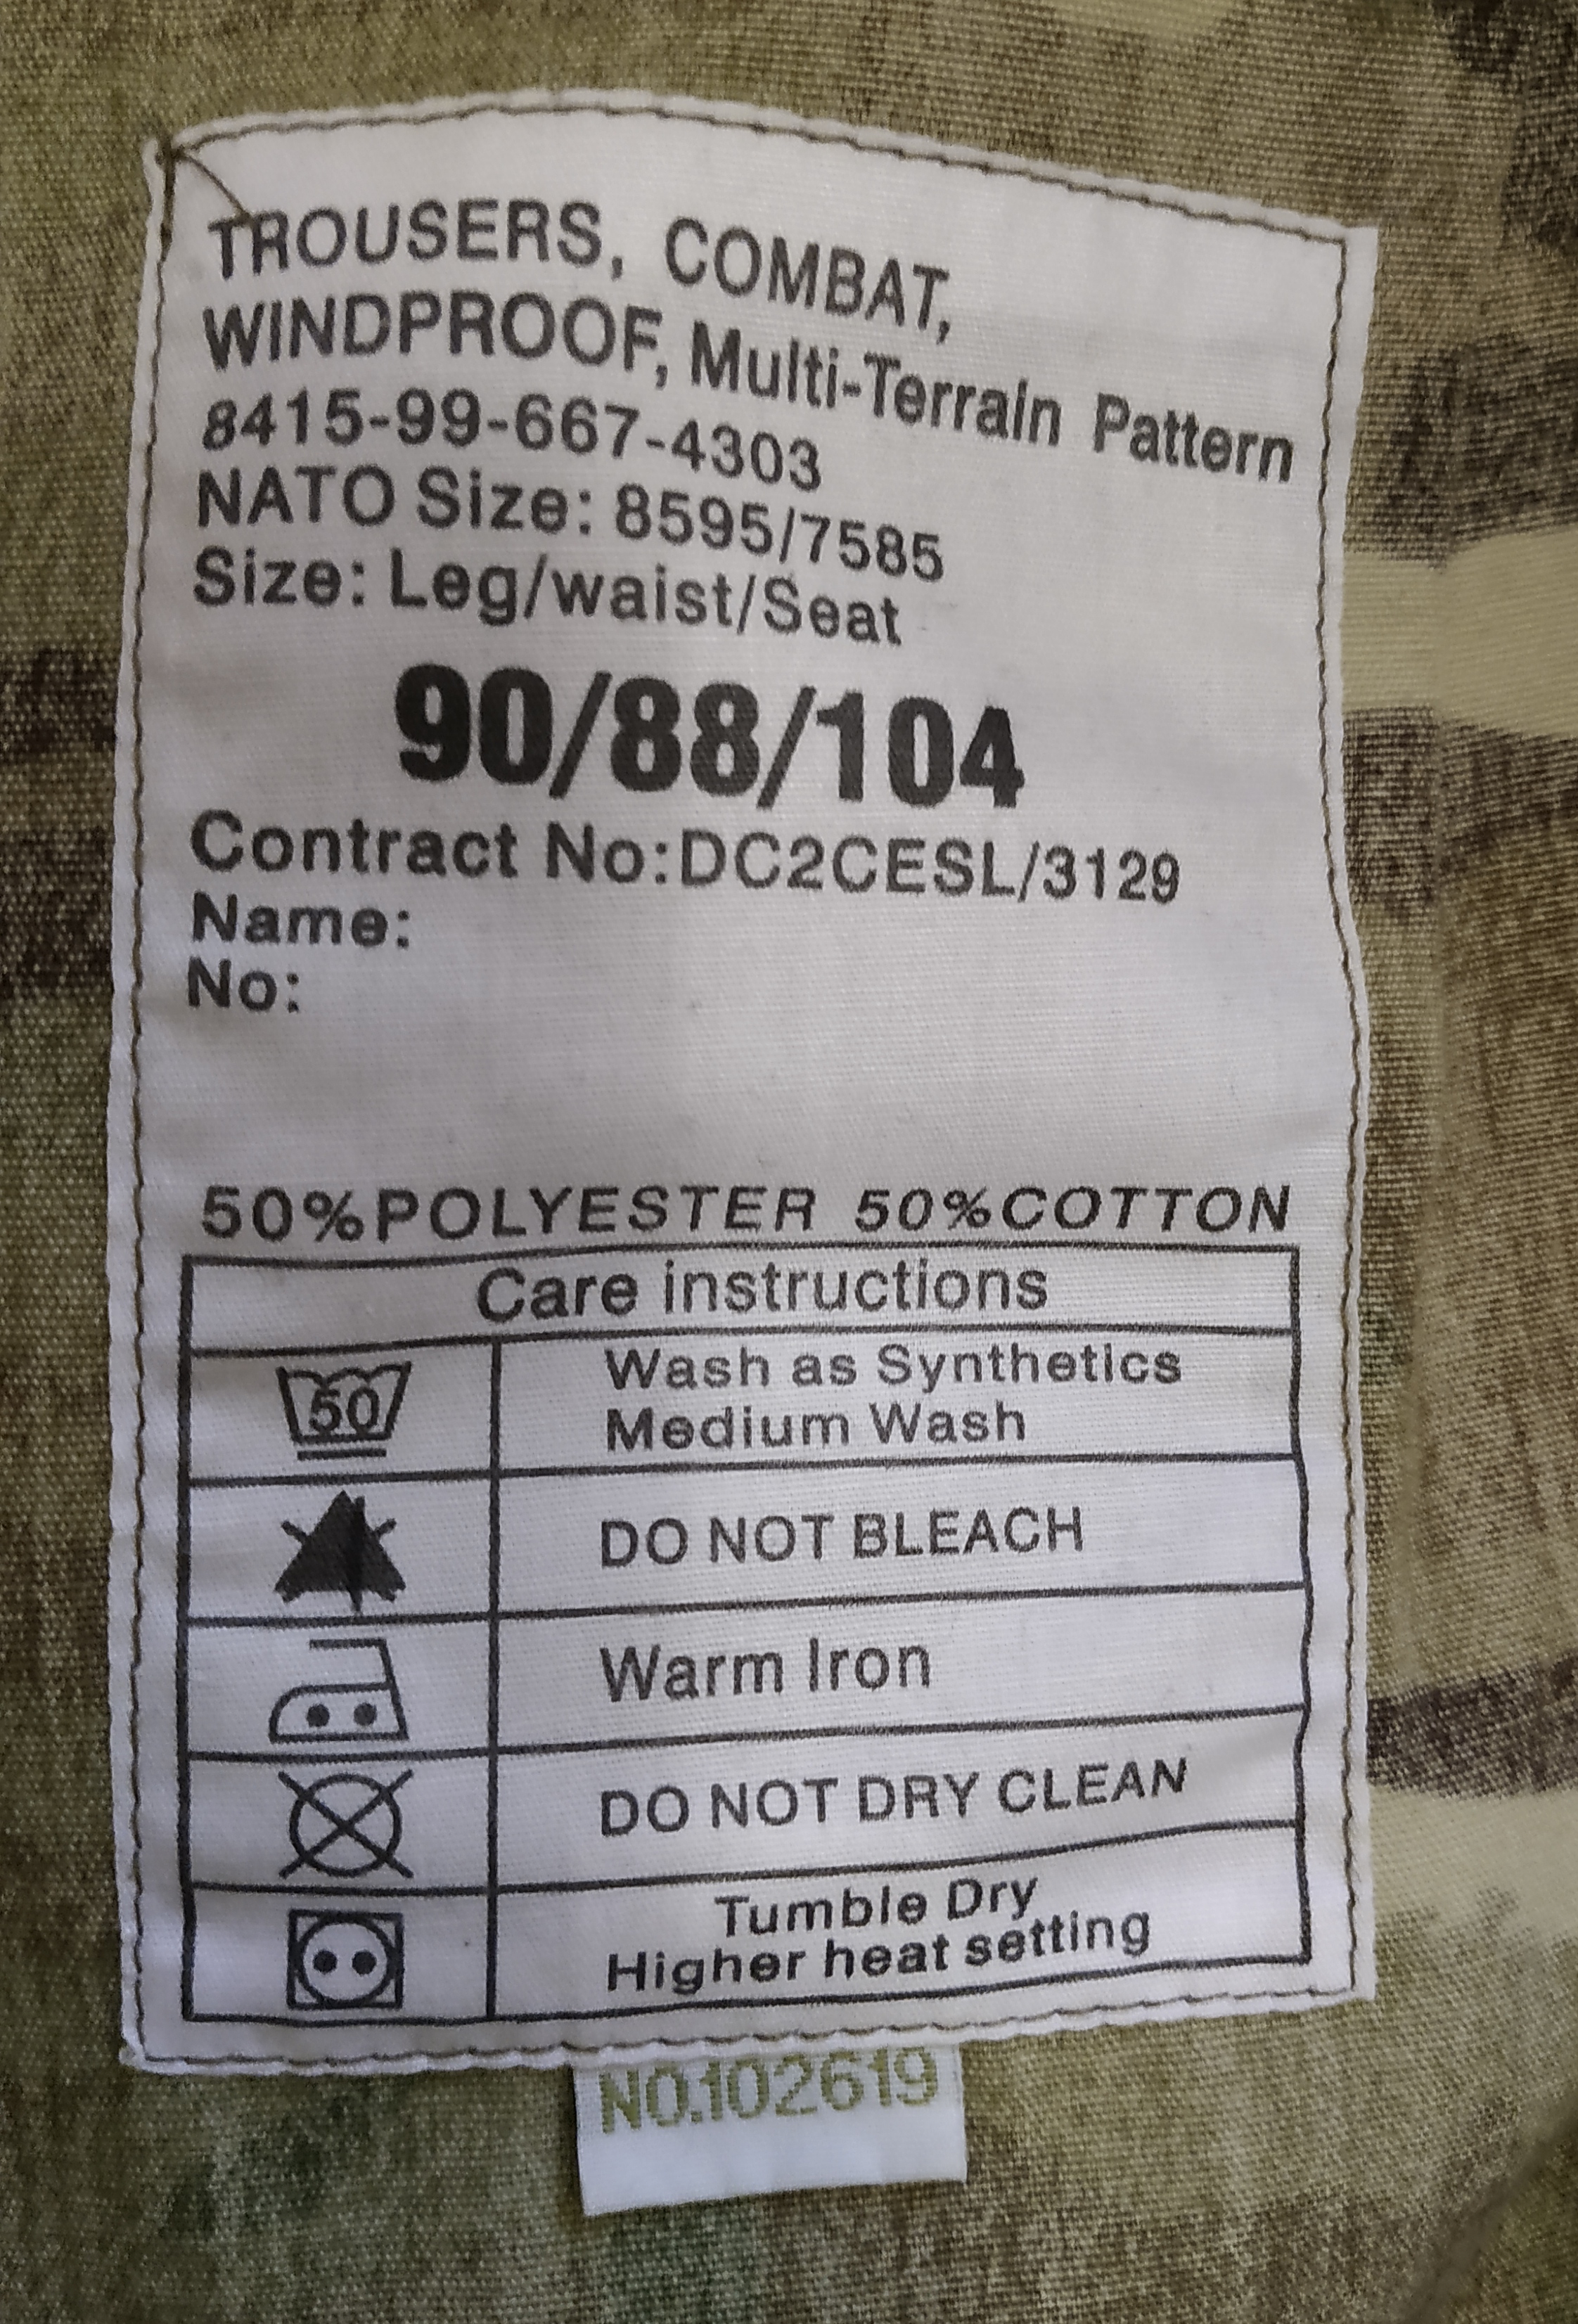 TROUSERS, COMBAT,
WINDPROOF, Multi-Terrain Pattern
8415-99-667-4303
NATO Size: 8595/7585
Size: Leg/waist/Seat
90/88/104
Contract No:DC2CESL/3129
Name:
No:
50%POLYESTER 50%COTTON
Care instructions
50
Wash as Synthetics
Medium Wash
DO NOT BLEACH
Warm Iron
DO NOT DRY CLEAN
Tumble Dry
Higher heat setting
NO.102619